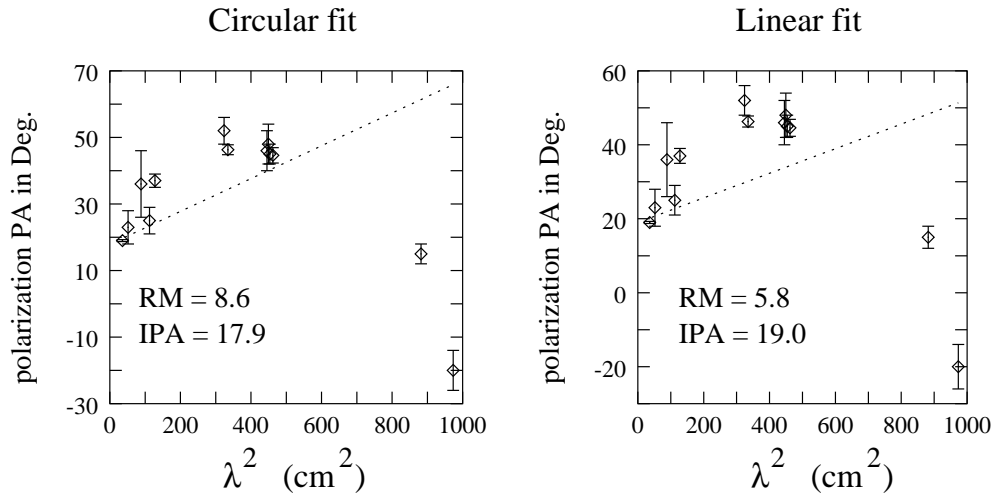 Circular fit
70
50
30
10
-10
-30
polarization PA in Deg.
RM = 8.6
IPA = 17.9
0 200 400 600 800 1000
λ² (cm²)
Linear fit
60
40
20
0
-20
polarization PA in Deg.
RM = 5.8
IPA = 19.0
0 200 400 600 800 1000
λ² (cm²)